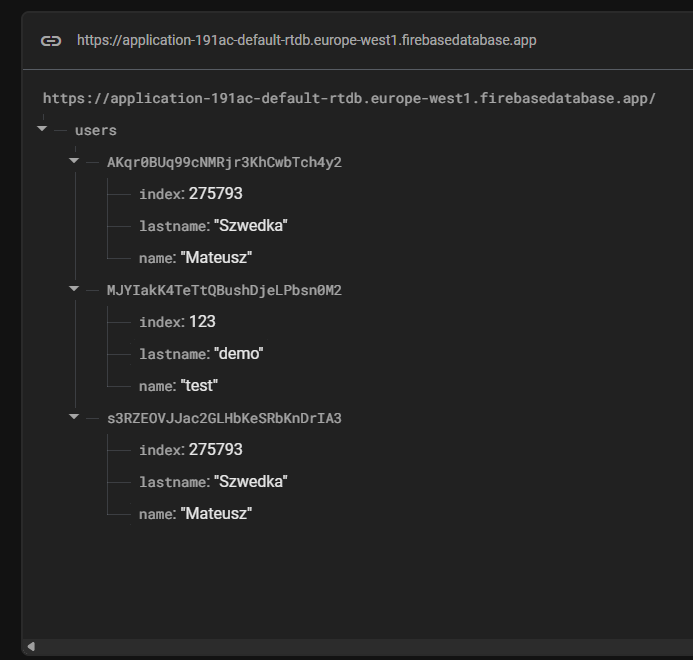 https://application-191ac-default-rtdb.europe-west1.firebasedatabase.app
https://application-191ac-default-rtdb.europe-west1.firebasedatabase.app/
users
AKqr0BUq99cNMRjr3KhCwbTch4y2
index: 275793
lastname: "Szwedka"
name: "Mateusz"
MJYIakK4TeTtQBushDjeLPbsn0M2
index: 123
lastname: "demo"
name: "test"
s3RZEOVJJac2GLHbKeSRbKnDrIA3
index: 275793
lastname: "Szwedka"
name: "Mateusz"